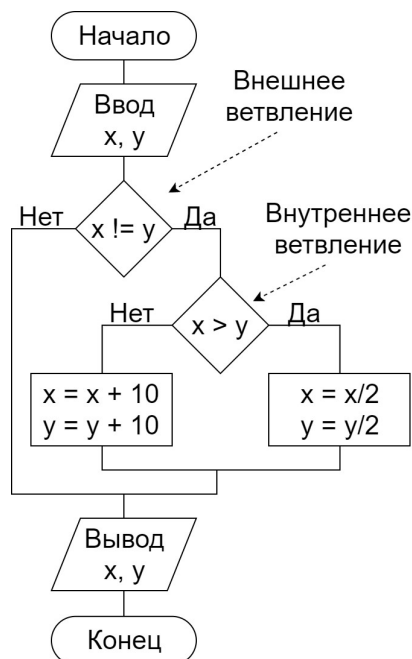 Начало
Ввод
x, y
Внешнее
ветвление
Нет
x != y
Да
Внутреннее
ветвление
Нет
x > y
Да
x = x + 10
y = y + 10
x = x/2
y = y/2
Вывод
x, y
Конец